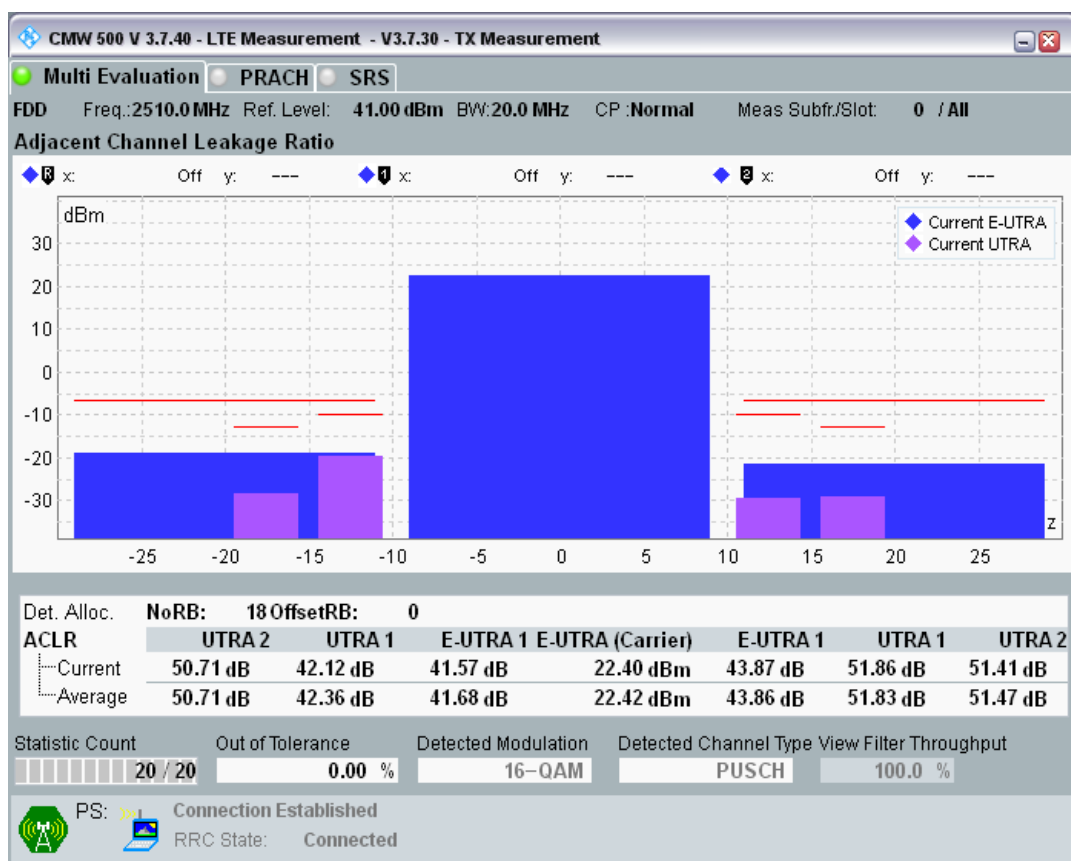 CMW 500 V 3.7.40 - LTE Measurement - V3.7.30 - TX Measurement
Multi Evaluation PRACH SRS
FDD Freq.:2510.0 MHz Ref. Level: 41.00 dBm BW:20.0 MHz CP :Normal Meas Subfr./Slot: 0 / All
Adjacent Channel Leakage Ratio
R x: Off y: --- 1 x: Off y: --- 2 x: Off y: ---
dBm
Current E-UTRA
Current UTRA
30
20
10
0
-10
-20
-30
z
-25 -20 -15 -10 -5 0 5 10 15 20 25
Det. Alloc. NoRB: 18 OffsetRB: 0
ACLR UTRA 2 UTRA 1 E-UTRA 1 E-UTRA (Carrier) E-UTRA 1 UTRA 1 UTRA 2
Current 50.71 dB 42.12 dB 41.57 dB 22.40 dBm 43.87 dB 51.86 dB 51.41 dB
Average 50.71 dB 42.36 dB 41.68 dB 22.42 dBm 43.86 dB 51.83 dB 51.47 dB
Statistic Count Out of Tolerance Detected Modulation Detected Channel Type View Filter Throughput
20 / 20 0.00 % 16-QAM PUSCH 100.0 %
PS: Connection Established
RRC State: Connected